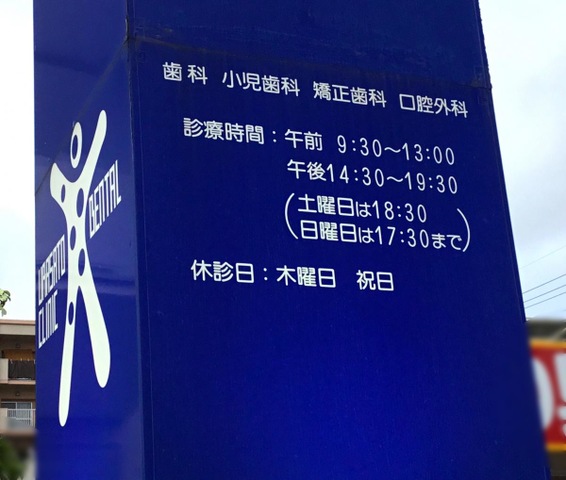 歯科 小児歯科 矯正歯科 口腔外科
診療時間：午前 9:30～13:00
午後14:30～19:30
(土曜日は18:30
日曜日は17:30まで)
休診日：木曜日 祝日
DENTAL
CLINIC